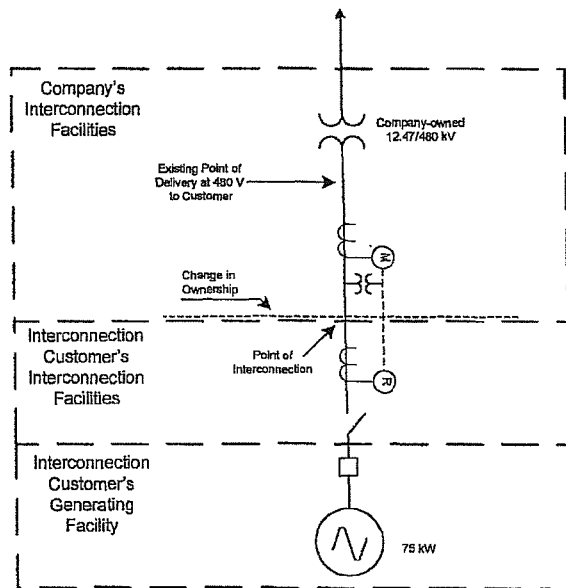 Company's
Interconnection
Facilities
Company-owned
12.47/480 kV
Existing Point of
Delivery at 480 V
to Customer
M
Change in
Ownership
Interconnection
Customer's
Interconnection
Facilities
Point of
Interconnection
R
Interconnection
Customer's
Generating
Facility
75 kW